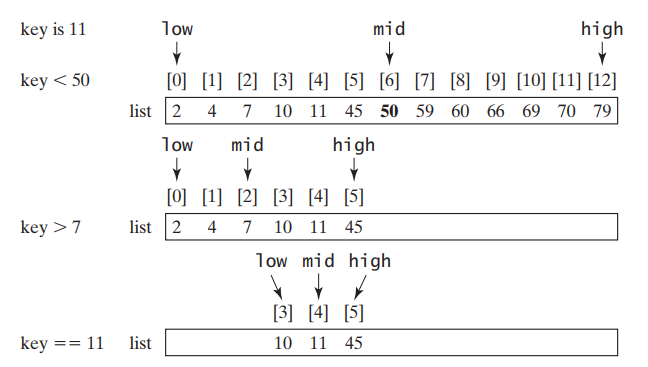 key is 11 low mid high
key < 50 [0] [1] [2] [3] [4] [5] [6] [7] [8] [9] [10] [11] [12]
list 2 4 7 10 11 45 50 59 60 66 69 70 79
low mid high
[0] [1] [2] [3] [4] [5]
key > 7 list 2 4 7 10 11 45
low mid high
[3] [4] [5]
key == 11 list 10 11 45